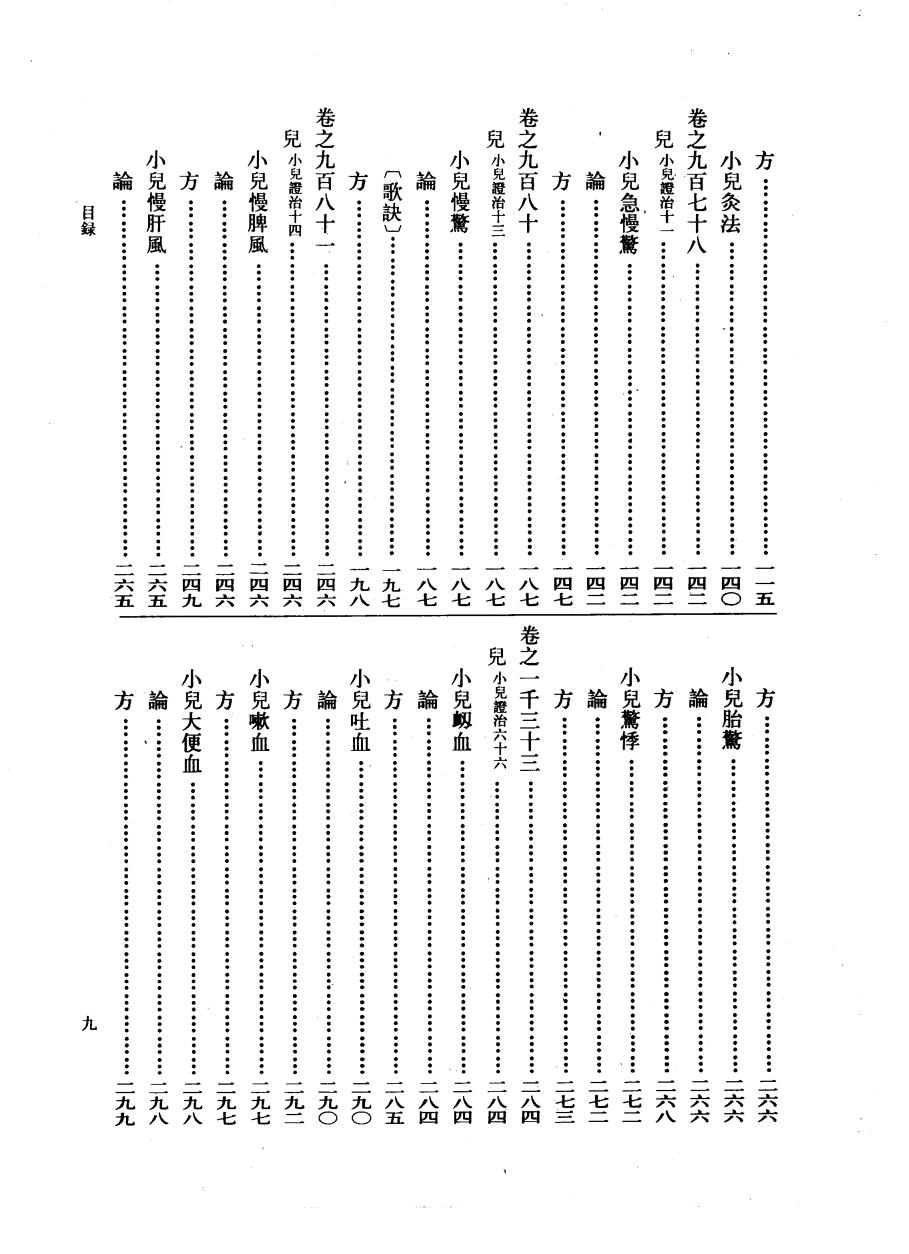 方……一一五
小兒灸法……一四〇
卷之九百七十八……一四二
兒 小兒證治十一……一四二
小兒急慢驚……一四二
論……一四二
方……一四七
卷之九百八十……一八七
兒 小兒證治十三……一八七
小兒慢驚……一八七
論……一八七
〔歌訣〕……一九七
方……一九八
卷之九百八十一……二四六
兒 小兒證治十四……二四六
小兒慢脾風……二四六
論……二四六
方……二四九
小兒慢肝風……二六五
論……二六五
方……二六六
小兒胎驚……二六六
論……二六六
方……二六八
小兒驚悸……二七二
論……二七二
方……二七三
卷之一千三十三……二八四
兒 小兒證治六十六……二八四
小兒衂血……二八四
論……二八四
方……二八五
小兒吐血……二九〇
論……二九〇
方……二九二
小兒嗽血……二九七
方……二九七
小兒大便血……二九八
論……二九八
方……二九九
目録
九